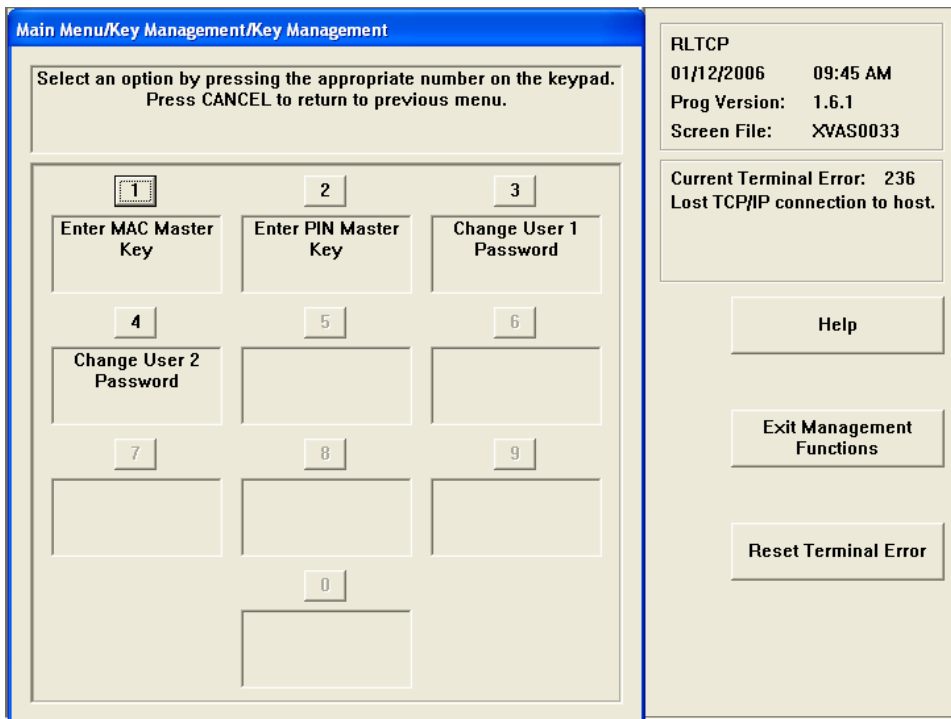 Main Menu/Key Management/Key Management
Select an option by pressing the appropriate number on the keypad.
Press CANCEL to return to previous menu.
1
2
3
Enter MAC Master
Key
Enter PIN Master
Key
Change User 1
Password
4
5
6
Change User 2
Password
7
8
9
0
RLTCP
01/12/2006 09:45 AM
Prog Version: 1.6.1
Screen File: XVAS0033
Current Terminal Error: 236
Lost TCP/IP connection to host.
Help
Exit Management
Functions
Reset Terminal Error